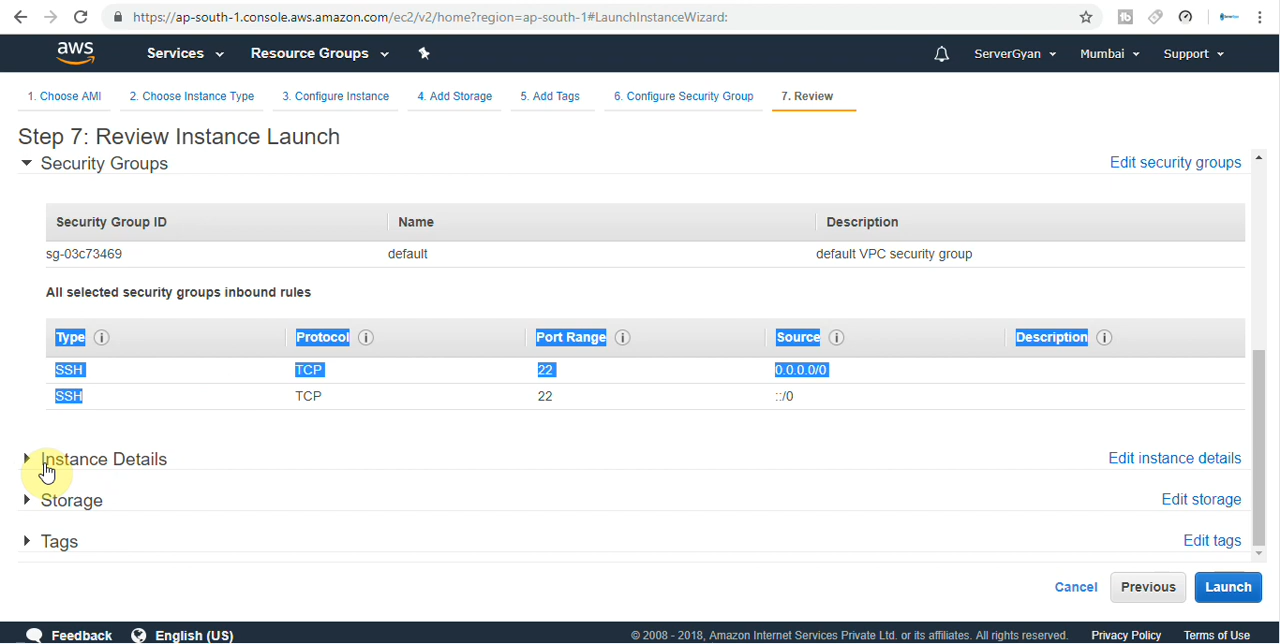 https://ap-south-1.console.aws.amazon.com/ec2/v2/home?region=ap-south-1#LaunchInstanceWizard:
aws Services Resource Groups ServerGyan Mumbai Support
1. Choose AMI 2. Choose Instance Type 3. Configure Instance 4. Add Storage 5. Add Tags 6. Configure Security Group 7. Review
Step 7: Review Instance Launch
Security Groups Edit security groups
Security Group ID Name Description
sg-03c73469 default default VPC security group
All selected security groups inbound rules
Type Protocol Port Range Source Description
SSH TCP 22 0.0.0.0/0
SSH TCP 22 ::/0
Instance Details Edit instance details
Storage Edit storage
Tags Edit tags
Cancel Previous Launch
Feedback English (US) © 2008 - 2018, Amazon Internet Services Private Ltd. or its affiliates. All rights reserved. Privacy Policy Terms of Use